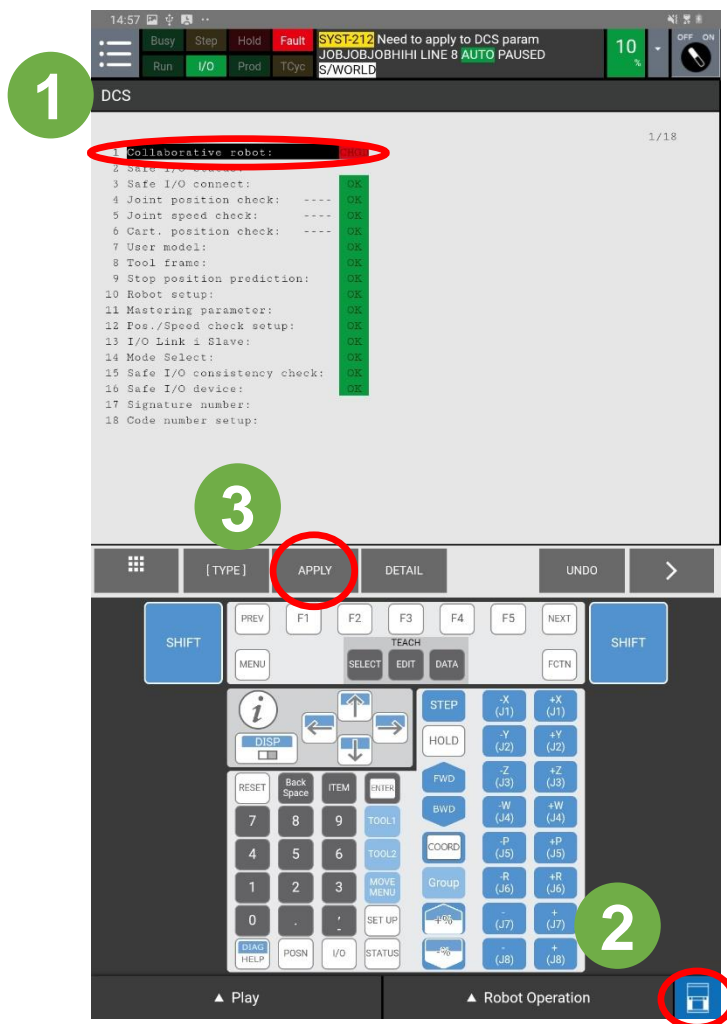 14:57
Busy Step Hold Fault SYST-212 Need to apply to DCS param
JOBJOBJOBHIHI LINE 8 AUTO PAUSED
Run I/O Prod TCyc S/WORLD
10 %
OFF ON
1
DCS
1/18
1 Collaborative robot:
2 Safe I/O status:
3 Safe I/O connect: OK
4 Joint position check: ---- OK
5 Joint speed check: ---- OK
6 Cart. position check: ---- OK
7 User model: OK
8 Tool frame: OK
9 Stop position prediction: OK
10 Robot setup: OK
11 Mastering parameter: OK
12 Pos./Speed check setup: OK
13 I/O Link i Slave: OK
14 Mode Select: OK
15 Safe I/O consistency check: OK
16 Safe I/O device: OK
17 Signature number:
18 Code number setup:
3
[ TYPE ] APPLY DETAIL UNDO >
SHIFT PREV F1 F2 F3 F4 F5 NEXT SHIFT
TEACH
MENU SELECT EDIT DATA FCTN
i
DISP
STEP -X (J1) +X (J1)
HOLD -Y (J2) +Y (J2)
FWD -Z (J3) +Z (J3)
BWD -W (J4) +W (J4)
COORD -P (J5) +P (J5)
Group -R (J6) +R (J6)
+% - (J7) + (J7)
-% - (J8) + (J8)
RESET Back Space ITEM ENTER
7 8 9 TOOL1
4 5 6 TOOL2
1 2 3 MOVE MENU
0 . , - SET UP
DIAG HELP POSN I/O STATUS
2
▲ Play ▲ Robot Operation